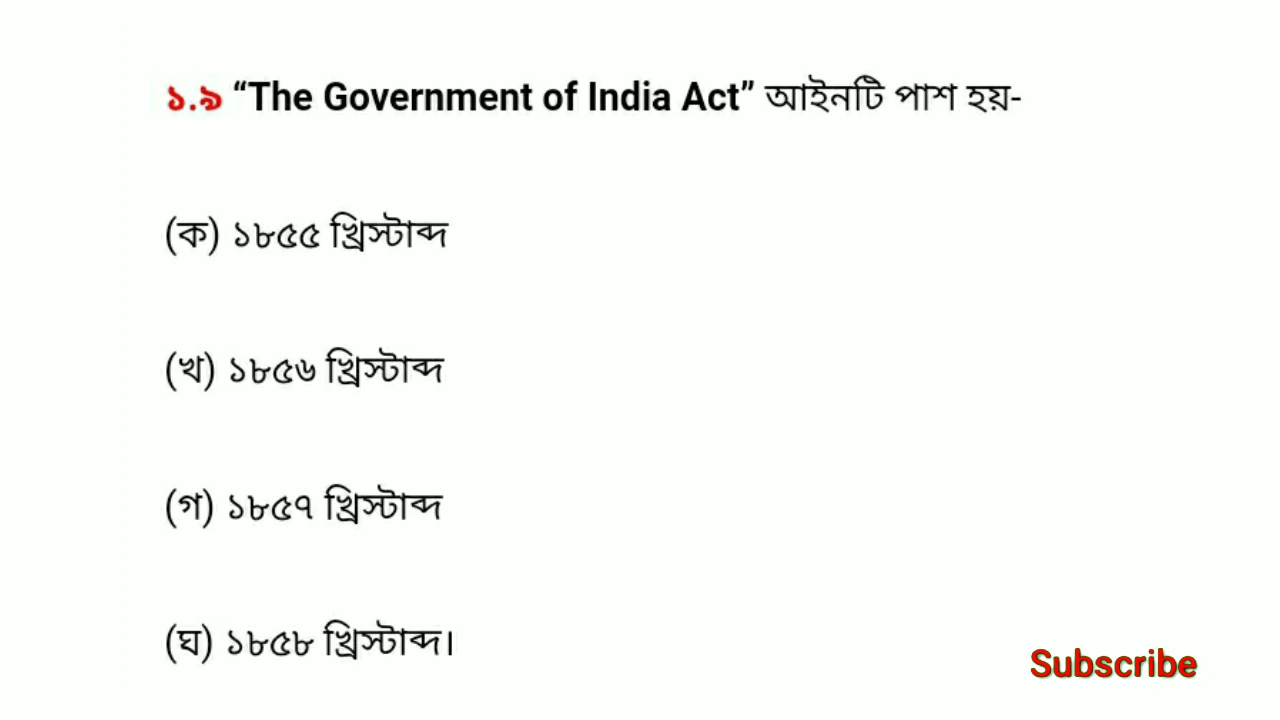 ১.৯ “The Government of India Act” আইনটি পাশ হয়-
(ক) ১৮৫৫ খ্রিস্টাব্দ
(খ) ১৮৫৬ খ্রিস্টাব্দ
(গ) ১৮৫৭ খ্রিস্টাব্দ
(ঘ) ১৮৫৮ খ্রিস্টাব্দ।
Subscribe